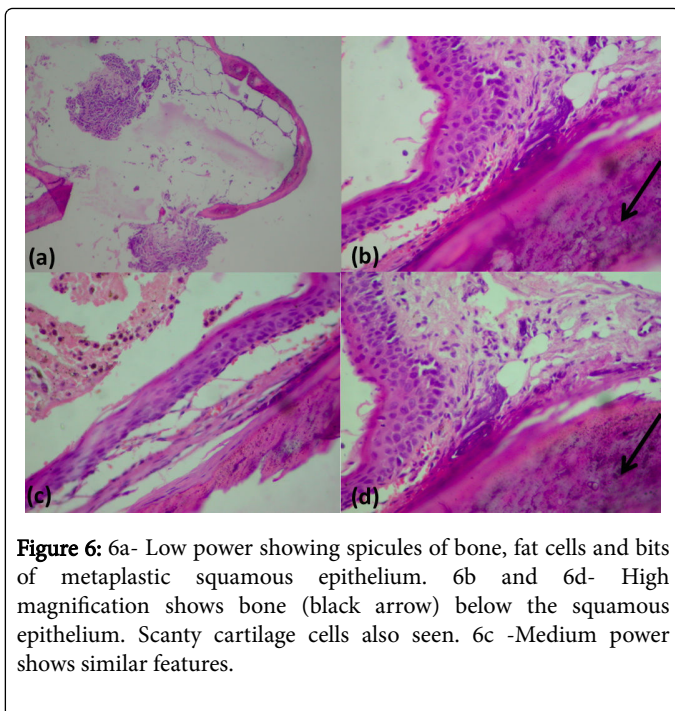 (a)
(b)
(c)
(d)
Figure 6: 6a- Low power showing spicules of bone, fat cells and bits
of metaplastic squamous epithelium. 6b and 6d- High
magnification shows bone (black arrow) below the squamous
epithelium. Scanty cartilage cells also seen. 6c -Medium power
shows similar features.